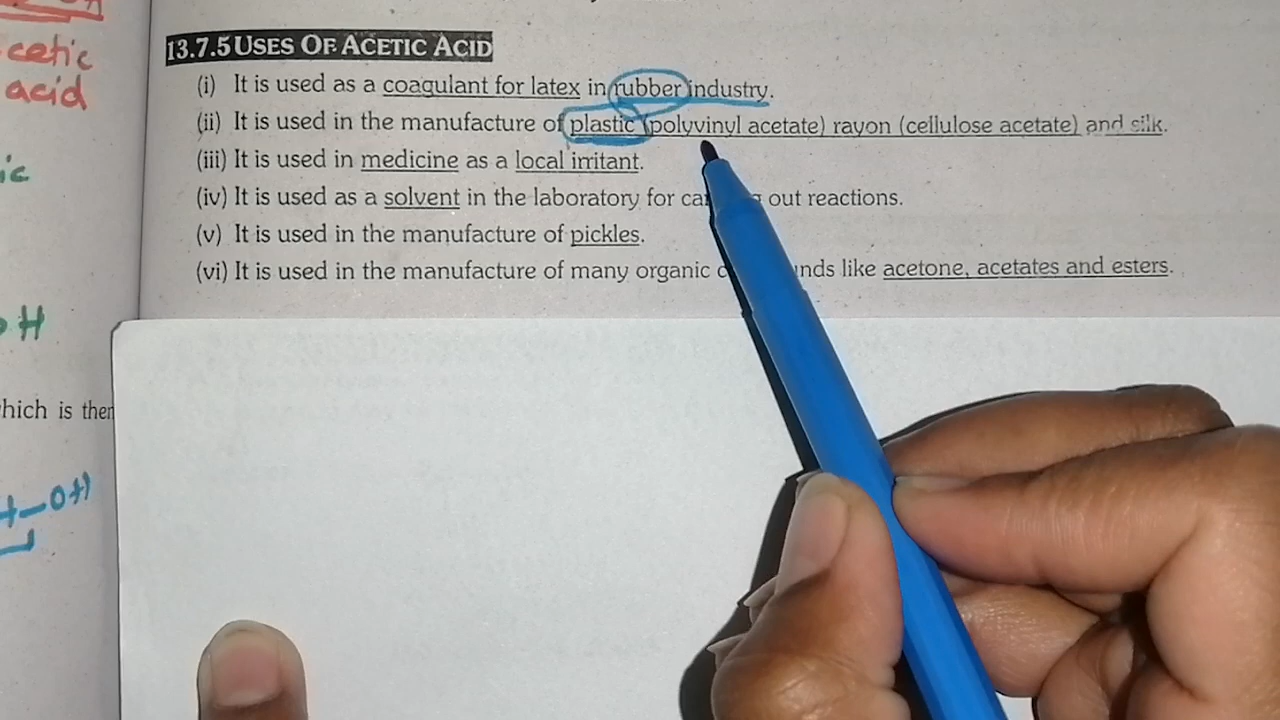 cetic
acid
ic
H
hich is then
OH
13.7.5 USES OF ACETIC ACID
(i) It is used as a coagulant for latex in rubber industry.
(ii) It is used in the manufacture of plastic (polyvinyl acetate) rayon (cellulose acetate) and silk.
(iii) It is used in medicine as a local irritant.
(iv) It is used as a solvent in the laboratory for out reactions.
(v) It is used in the manufacture of pickles.
(vi) It is used in the manufacture of many organic like acetone, acetates and esters.